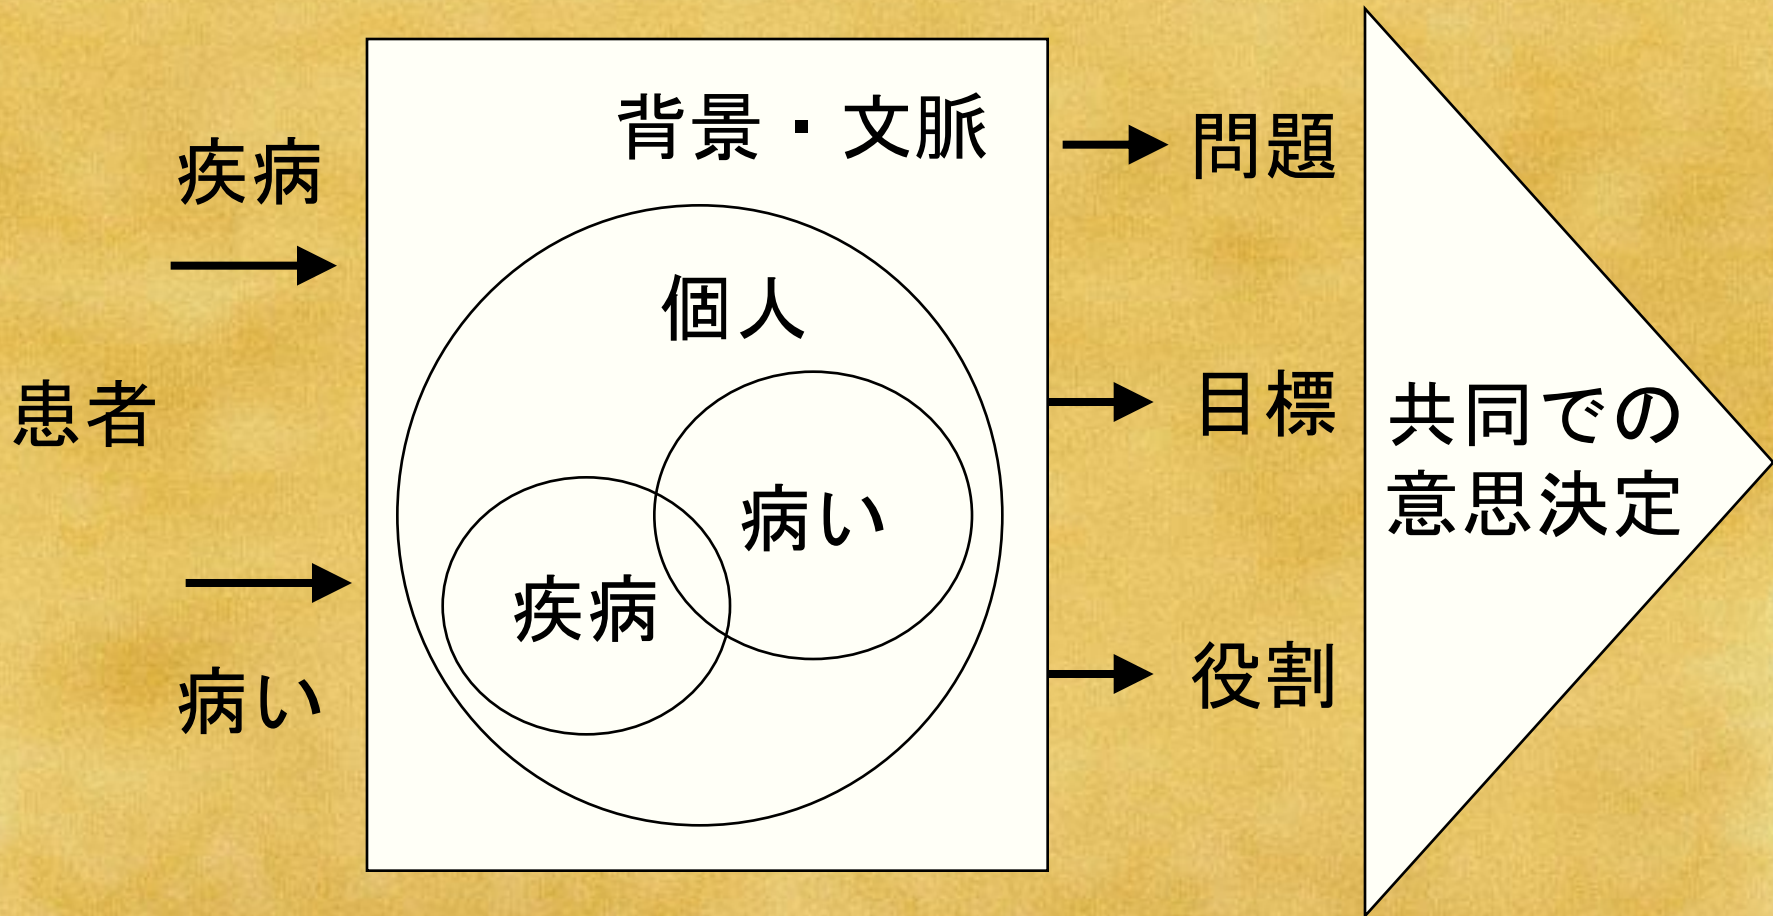 患者
疾病
病い
背景・文脈
個人
病い
疾病
問題
目標
役割
共同での
意思決定